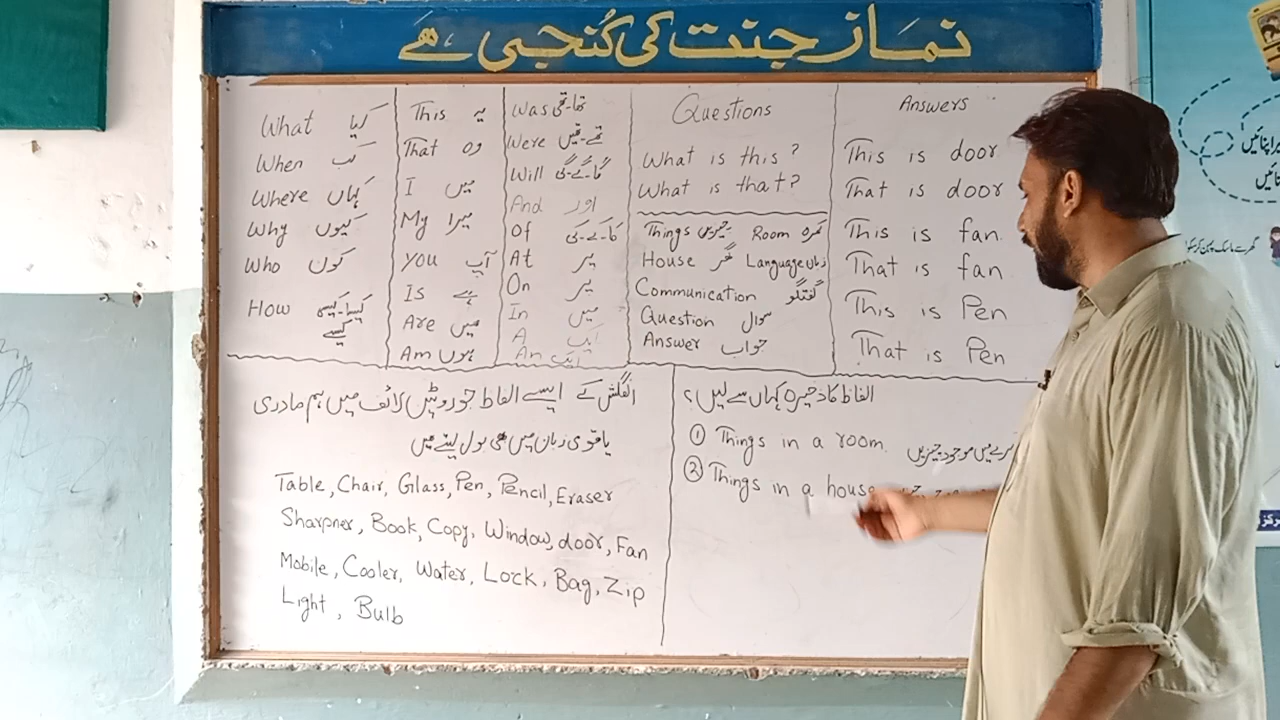 نماز جنت کی کُنجی ہے
What کیا
When کب
Where کہاں
Why کیوں
Who کون
How کیسا-کیسی
کیسے
This یہ
That وہ
I میں
My میرا
You آپ
Is ہے
Are ہیں
Am ہوں
Was تھا-تھی
Were تھے-تھیں
Will گا-گے-گی
And اور
Of کا-کے-کی
At پر
On پر
In میں
A ایک
An ایک
Questions
What is this?
What is that?
Things چیزیں Room کمرہ
House گھر Language زبان
Communication گفتگو
Question سوال
Answer جواب
Answers
This is door
That is door
This is fan
That is fan
This is Pen
That is Pen
انگلش کے ایسے الفاظ جو روٹین لائف میں ہم مادری
یا قومی زبان میں بھی بول لیتے ہیں
Table, Chair, Glass, Pen, Pencil, Eraser
Sharpner, Book, Copy, Window, door, Fan
Mobile, Cooler, Water, Lock, Bag, Zip
Light, Bulb
الفاظ کا ذخیرہ کہاں سے لیں؟
① Things in a room. میں موجود چیزیں
② Things in a house